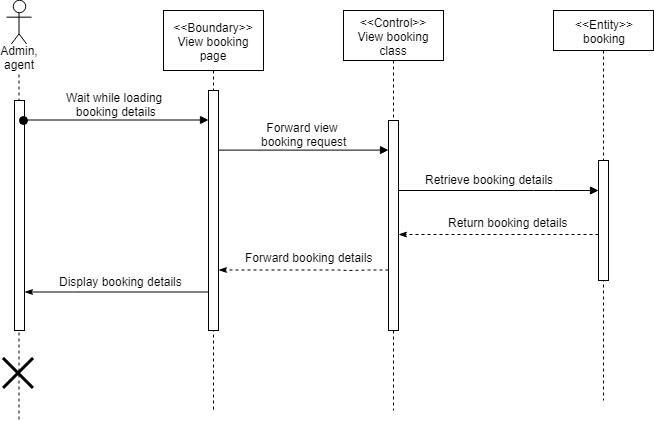 Admin,
agent
<<Boundary>>
View booking
page
<<Control>>
View booking
class
<<Entity>>
booking
Wait while loading
booking details
Forward view
booking request
Retrieve booking details
Return booking details
Forward booking details
Display booking details